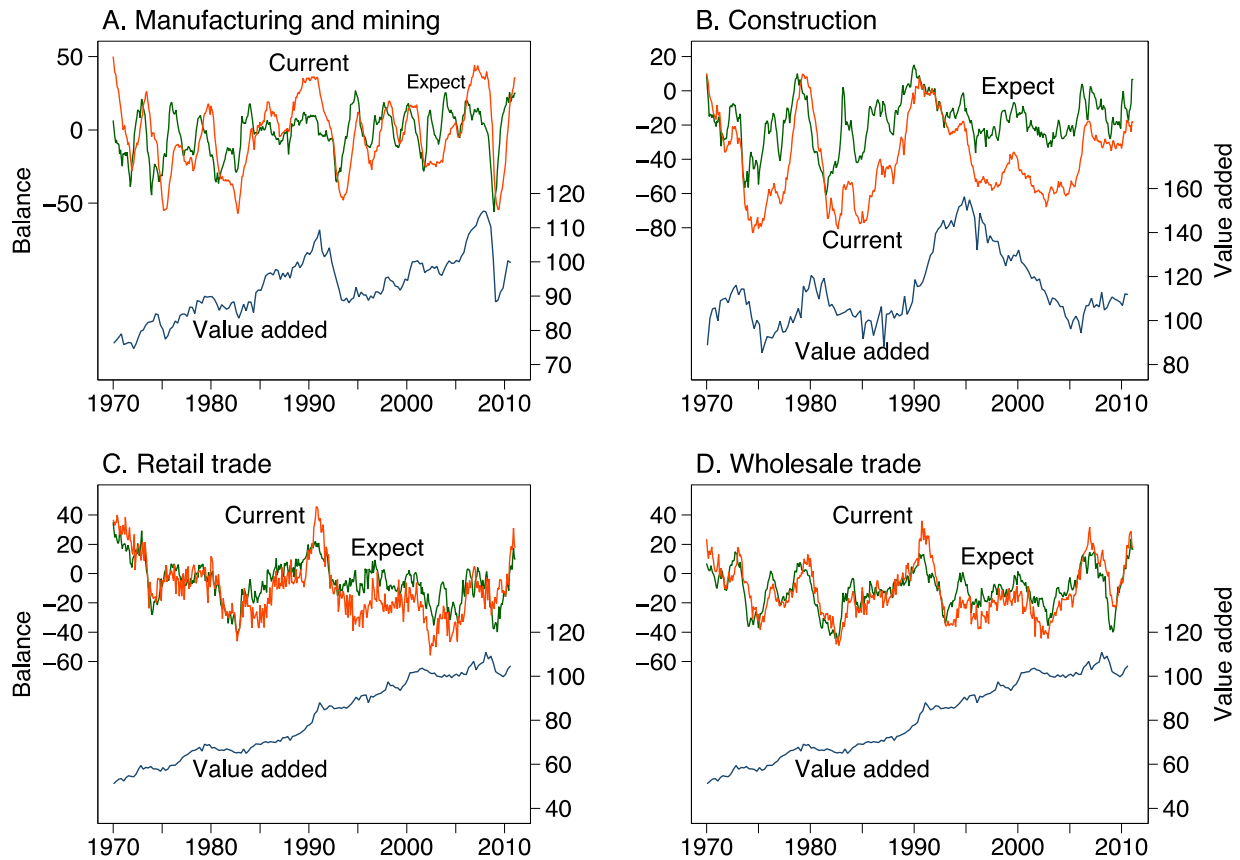 A. Manufacturing and mining
50
0
−50
Balance
Current
Expect
Value added
120
110
100
90
80
70
1970 1980 1990 2000 2010
B. Construction
20
0
−20
−40
−60
−80
Expect
Current
Value added
160
140
120
100
80
Value added
1970 1980 1990 2000 2010
C. Retail trade
40
20
0
−20
−40
−60
Balance
Current
Expect
Value added
120
100
80
60
40
1970 1980 1990 2000 2010
D. Wholesale trade
40
20
0
−20
−40
−60
Current
Expect
Value added
120
100
80
60
40
Value added
1970 1980 1990 2000 2010